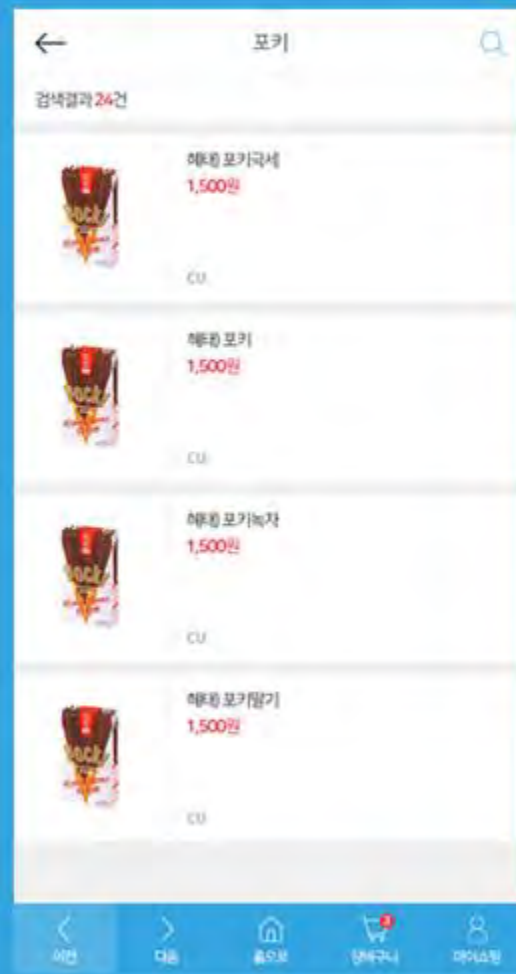 포키
검색결과 24건
해태) 포키극세
1,500원
CU
해태) 포키
1,500원
CU
해태) 포키녹차
1,500원
CU
해태) 포키딸기
1,500원
CU
이전
다음
홈으로
3
장바구니
마이쇼핑